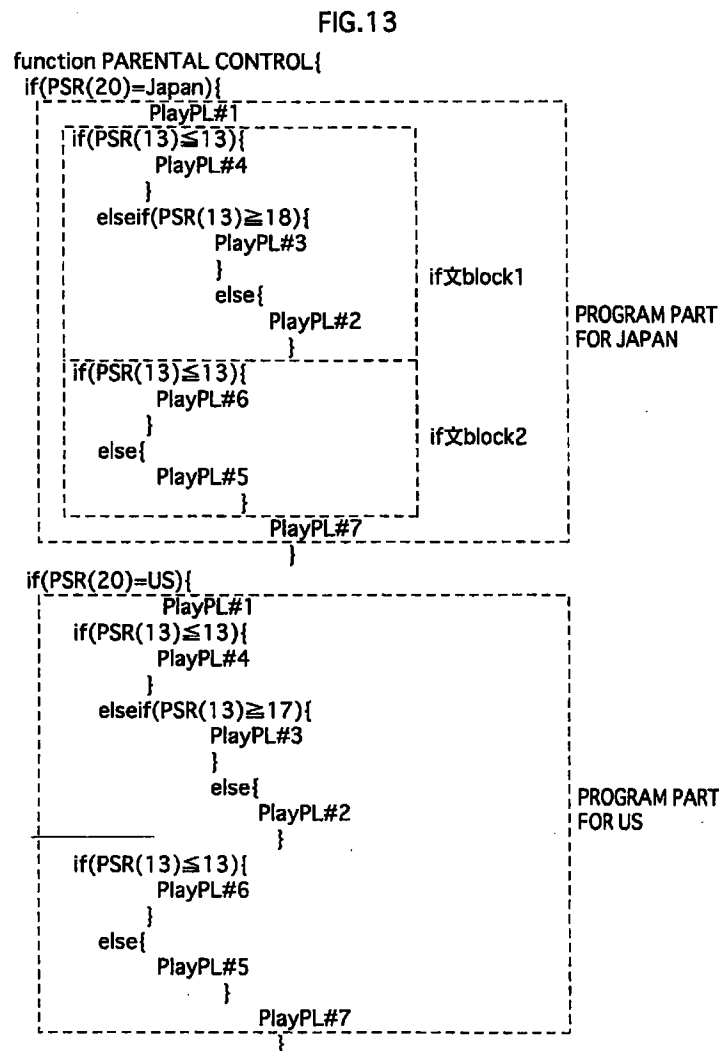 FIG.13
function PARENTAL CONTROL{
if(PSR(20)=Japan){
PlayPL#1
if(PSR(13)≦13){
PlayPL#4
}
elseif(PSR(13)≧18){
PlayPL#3
}
else{
PlayPL#2
}
if文block1
PROGRAM PART
FOR JAPAN
if(PSR(13)≦13){
PlayPL#6
}
else{
PlayPL#5
}
if文block2
PlayPL#7
}
if(PSR(20)=US){
PlayPL#1
if(PSR(13)≦13){
PlayPL#4
}
elseif(PSR(13)≧17){
PlayPL#3
}
else{
PlayPL#2
}
PROGRAM PART
FOR US
if(PSR(13)≦13){
PlayPL#6
}
else{
PlayPL#5
}
PlayPL#7
}